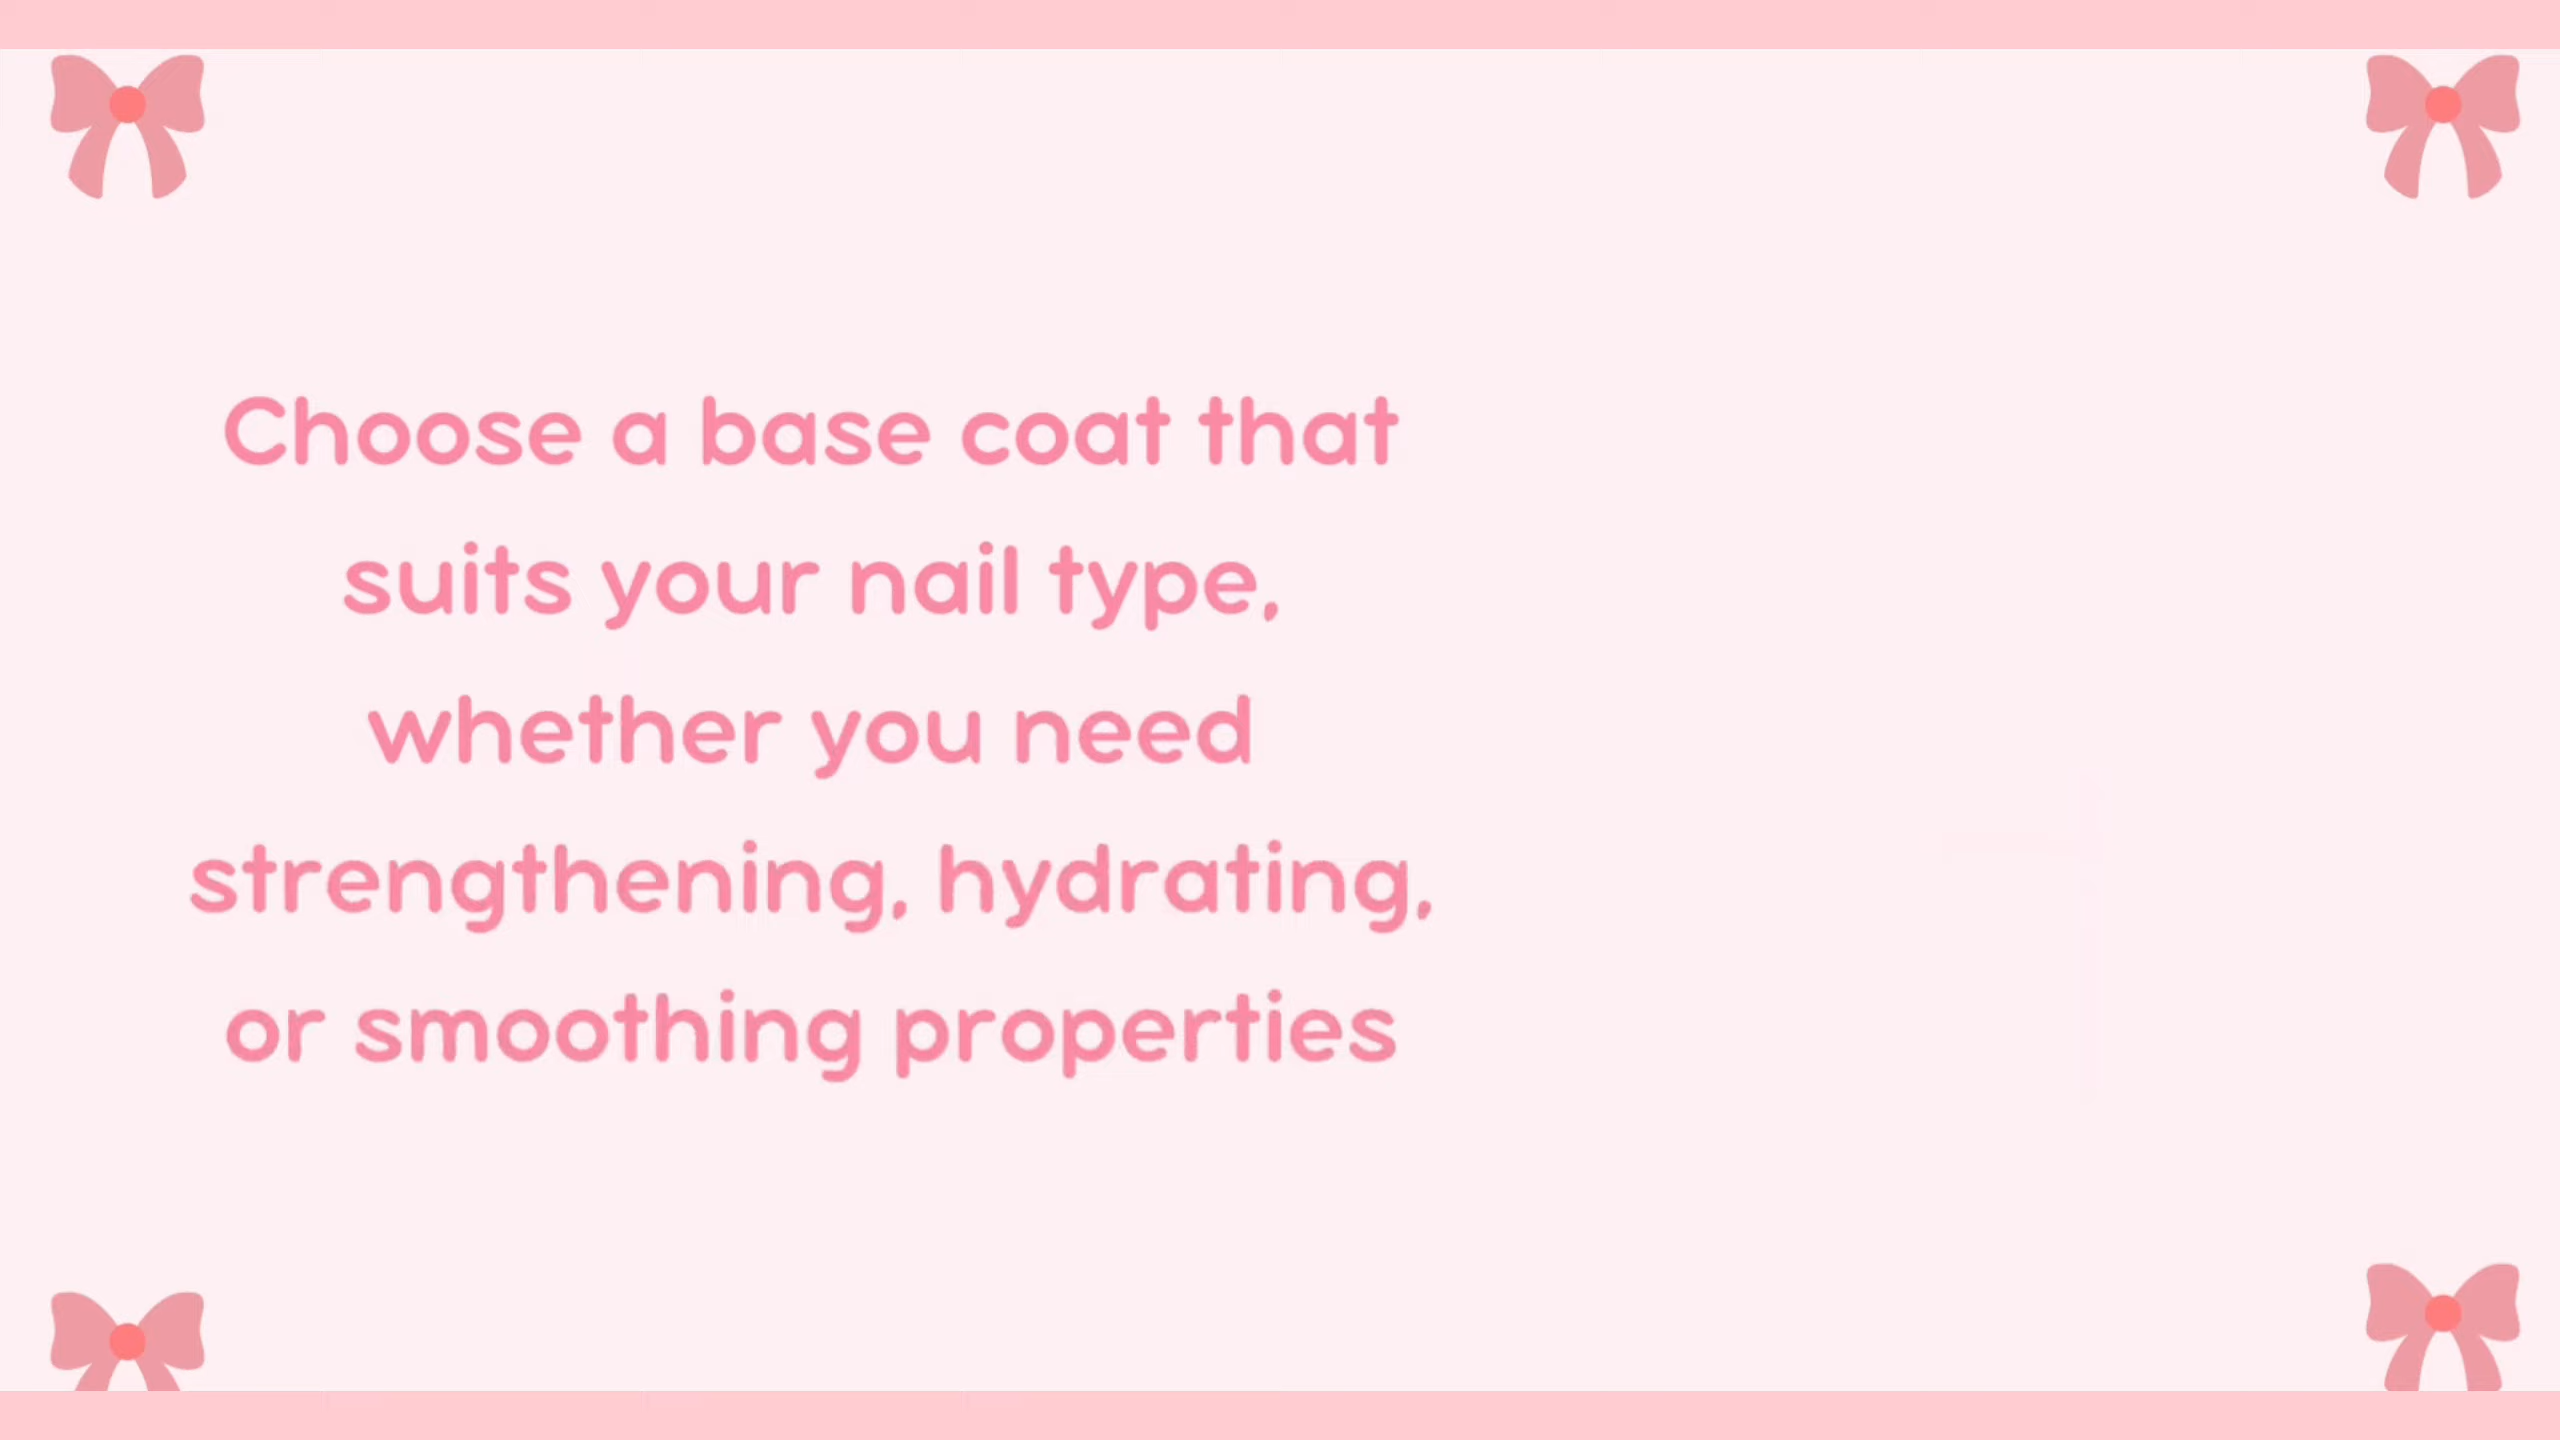 Choose a base coat that
suits your nail type,
whether you need
strengthening, hydrating,
or smoothing properties